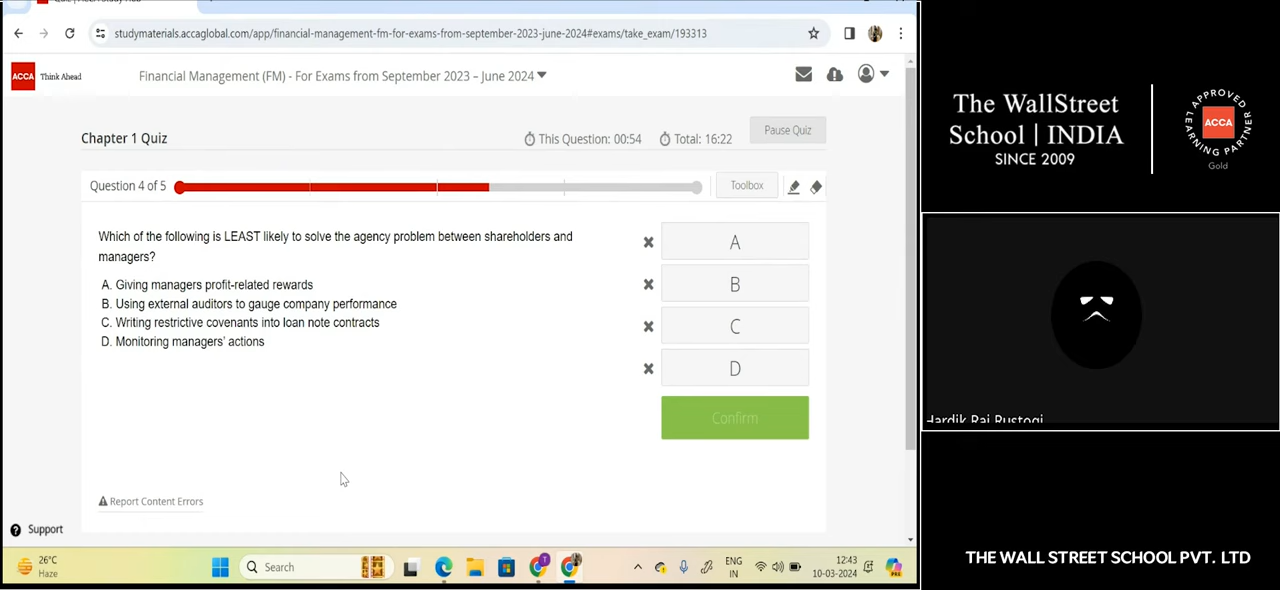 studymaterials.accaglobal.com/app/financial-management-fm-for-exams-from-september-2023-june-2024#exams/take_exam/193313
ACCA Think Ahead
Financial Management (FM) - For Exams from September 2023 – June 2024
Chapter 1 Quiz
This Question: 00:54
Total: 16:22
Pause Quiz
Question 4 of 5
Toolbox
Which of the following is LEAST likely to solve the agency problem between shareholders and
managers?
A. Giving managers profit-related rewards
B. Using external auditors to gauge company performance
C. Writing restrictive covenants into loan note contracts
D. Monitoring managers' actions
A
B
C
D
Confirm
Report Content Errors
Support
26°C
Haze
Search
ENG
IN
12:43
10-03-2024
The WallStreet
School | INDIA
SINCE 2009
APPROVED
LEARNING PARTNER
ACCA
Gold
Hardik Raj Rustogi
THE WALL STREET SCHOOL PVT. LTD